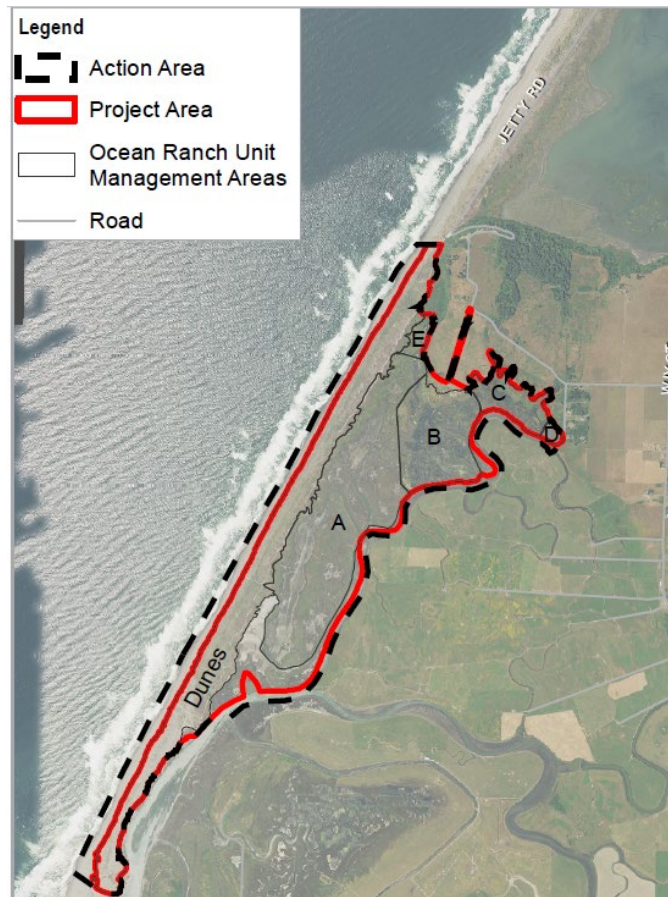 Legend
Action Area
Project Area
Ocean Ranch Unit
Management Areas
Road
JETTY RD
E
C
B
D
A
Dunes